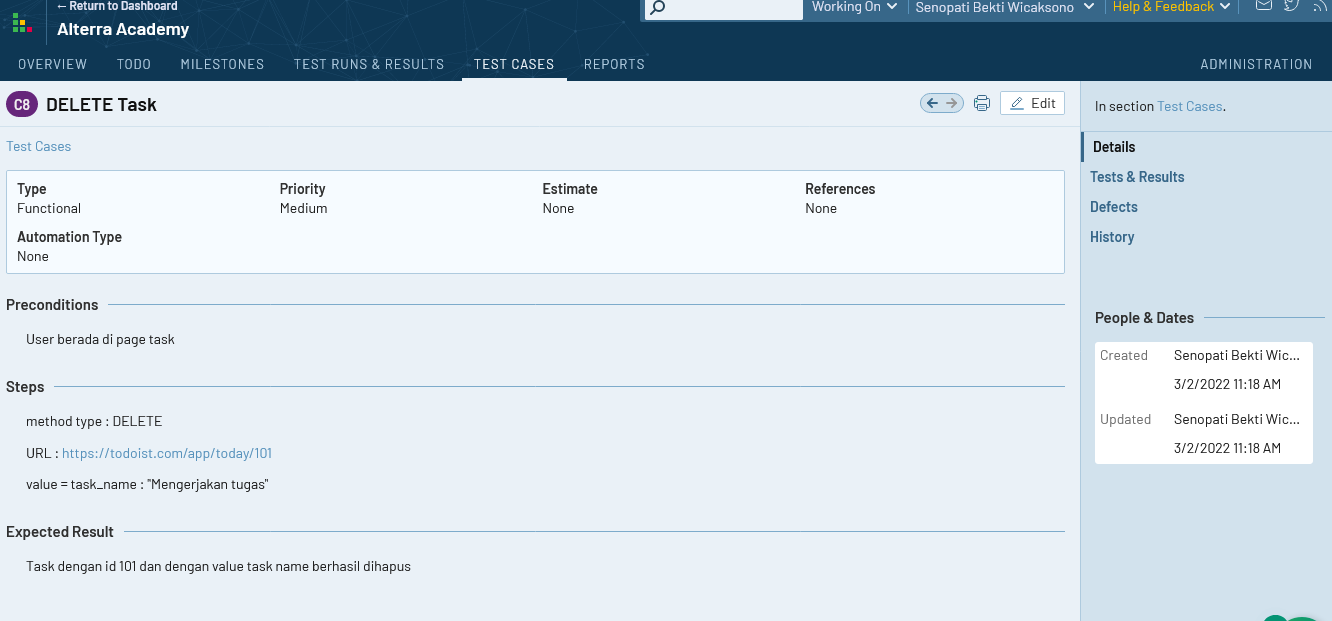 ← Return to Dashboard
Alterra Academy
Working On
Senopati Bekti Wicaksono
Help & Feedback
OVERVIEW TODO MILESTONES TEST RUNS & RESULTS TEST CASES REPORTS ADMINISTRATION
C8 DELETE Task
Edit
Test Cases
Type Priority Estimate References
Functional Medium None None
Automation Type
None
Preconditions
User berada di page task
Steps
method type : DELETE
URL : https://todoist.com/app/today/101
value = task_name : "Mengerjakan tugas"
Expected Result
Task dengan id 101 dan dengan value task name berhasil dihapus
In section Test Cases.
Details
Tests & Results
Defects
History
People & Dates
Created Senopati Bekti Wic...
3/2/2022 11:18 AM
Updated Senopati Bekti Wic...
3/2/2022 11:18 AM